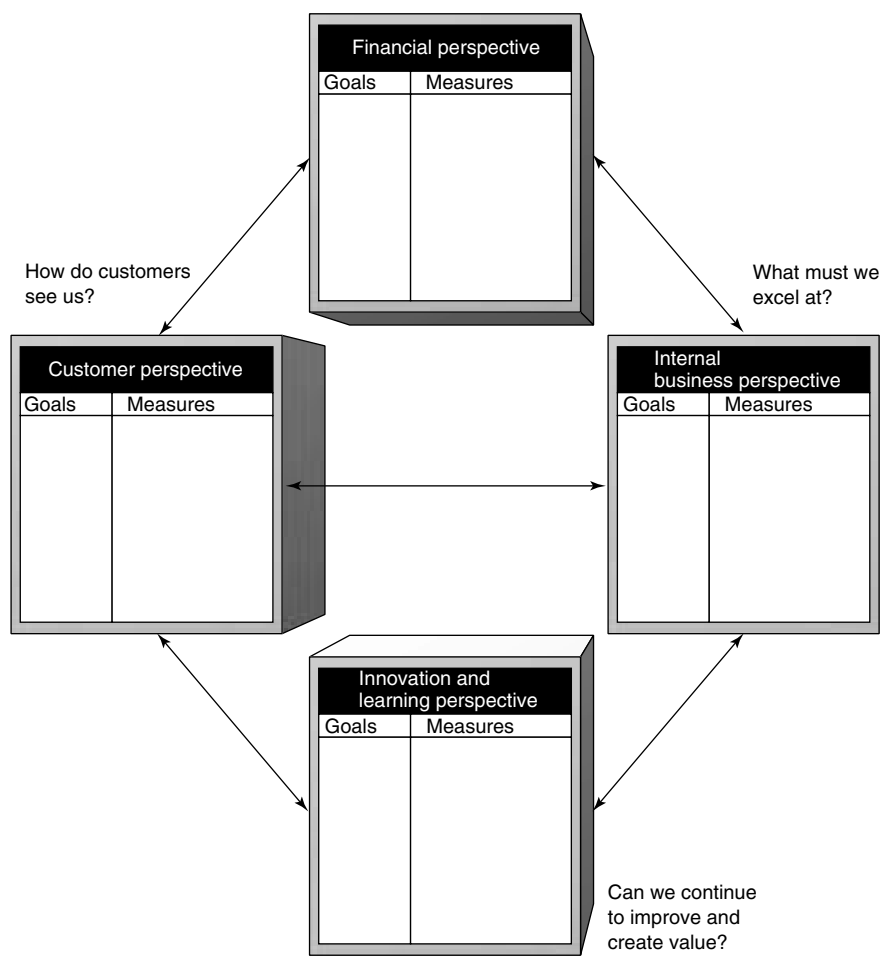 Financial perspective
Goals Measures
How do customers
see us?
What must we
excel at?
Customer perspective
Goals Measures
Internal
business perspective
Goals Measures
Innovation and
learning perspective
Goals Measures
Can we continue
to improve and
create value?